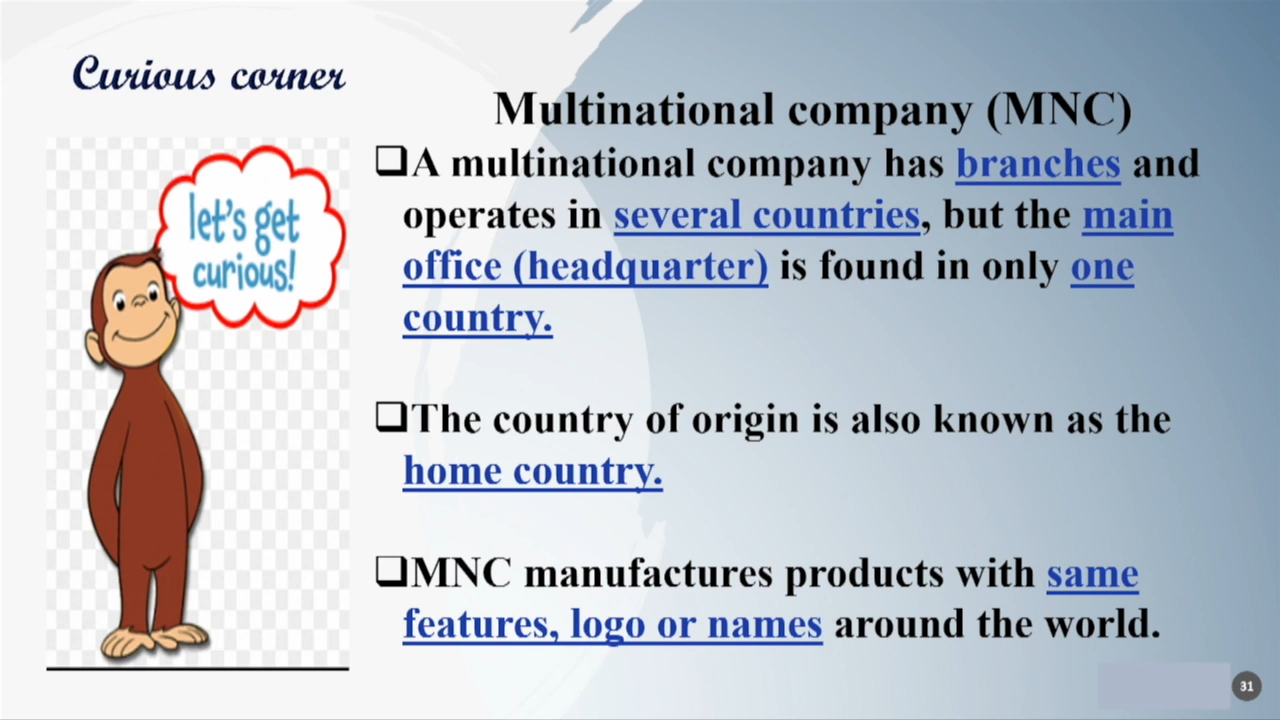 Curious corner
let's get
curious!
Multinational company (MNC)
❑A multinational company has branches and
operates in several countries, but the main
office (headquarter) is found in only one
country.
❑The country of origin is also known as the
home country.
❑MNC manufactures products with same
features, logo or names around the world.
31